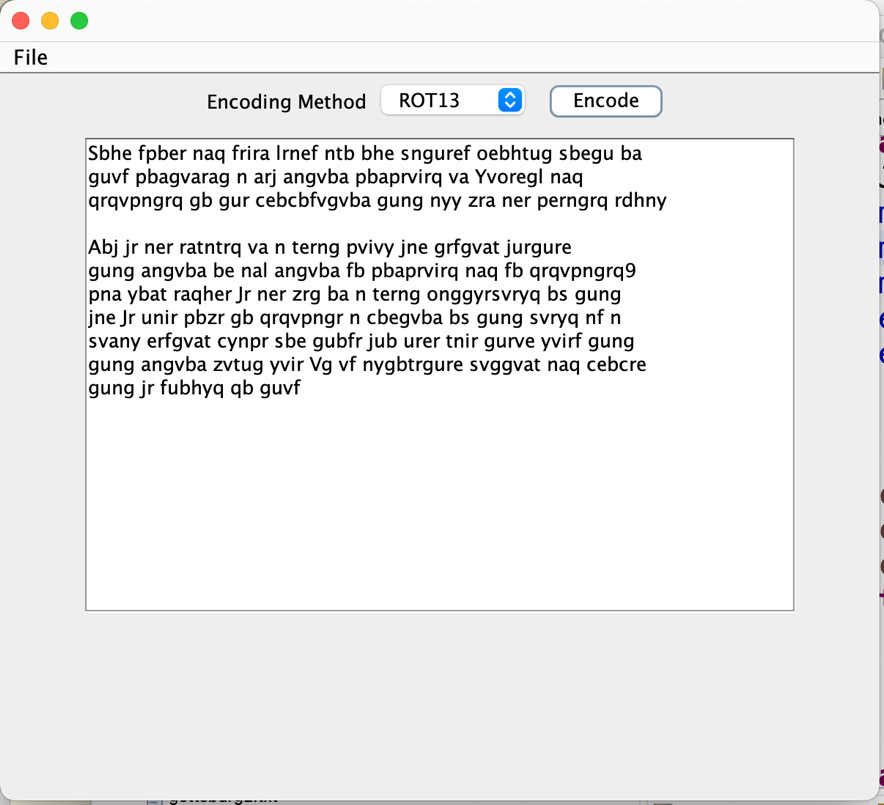 File
Encoding Method ROT13 Encode
Sbhe fpber naq frira lrnef ntb bhe snguref oebhtug sbegu ba
guvf pbagvarag n arj angvba pbaprvirq va Yvoregl naq
qrqvpngrq gb gur cebcbfvgvba gung nyy zra ner perngrq rdhny
Abj jr ner ratntrq va n terng pvivy jne grfgvat jurgure
gung angvba be nal angvba fb pbaprvirq naq fb qrqvpngrq9
pna ybat raqher Jr ner zrg ba n terng onggyrsvryq bs gung
jne Jr unir pbzr gb qrqvpngr n cbegvba bs gung svryq nf n
svany erfgvat cynpr sbe gubfr jub urer tnir gurve yvirf gung
gung angvba zvtug yvir Vg vf nygbtrgure svggvat naq cebcre
gung jr fubhyq qb guvf